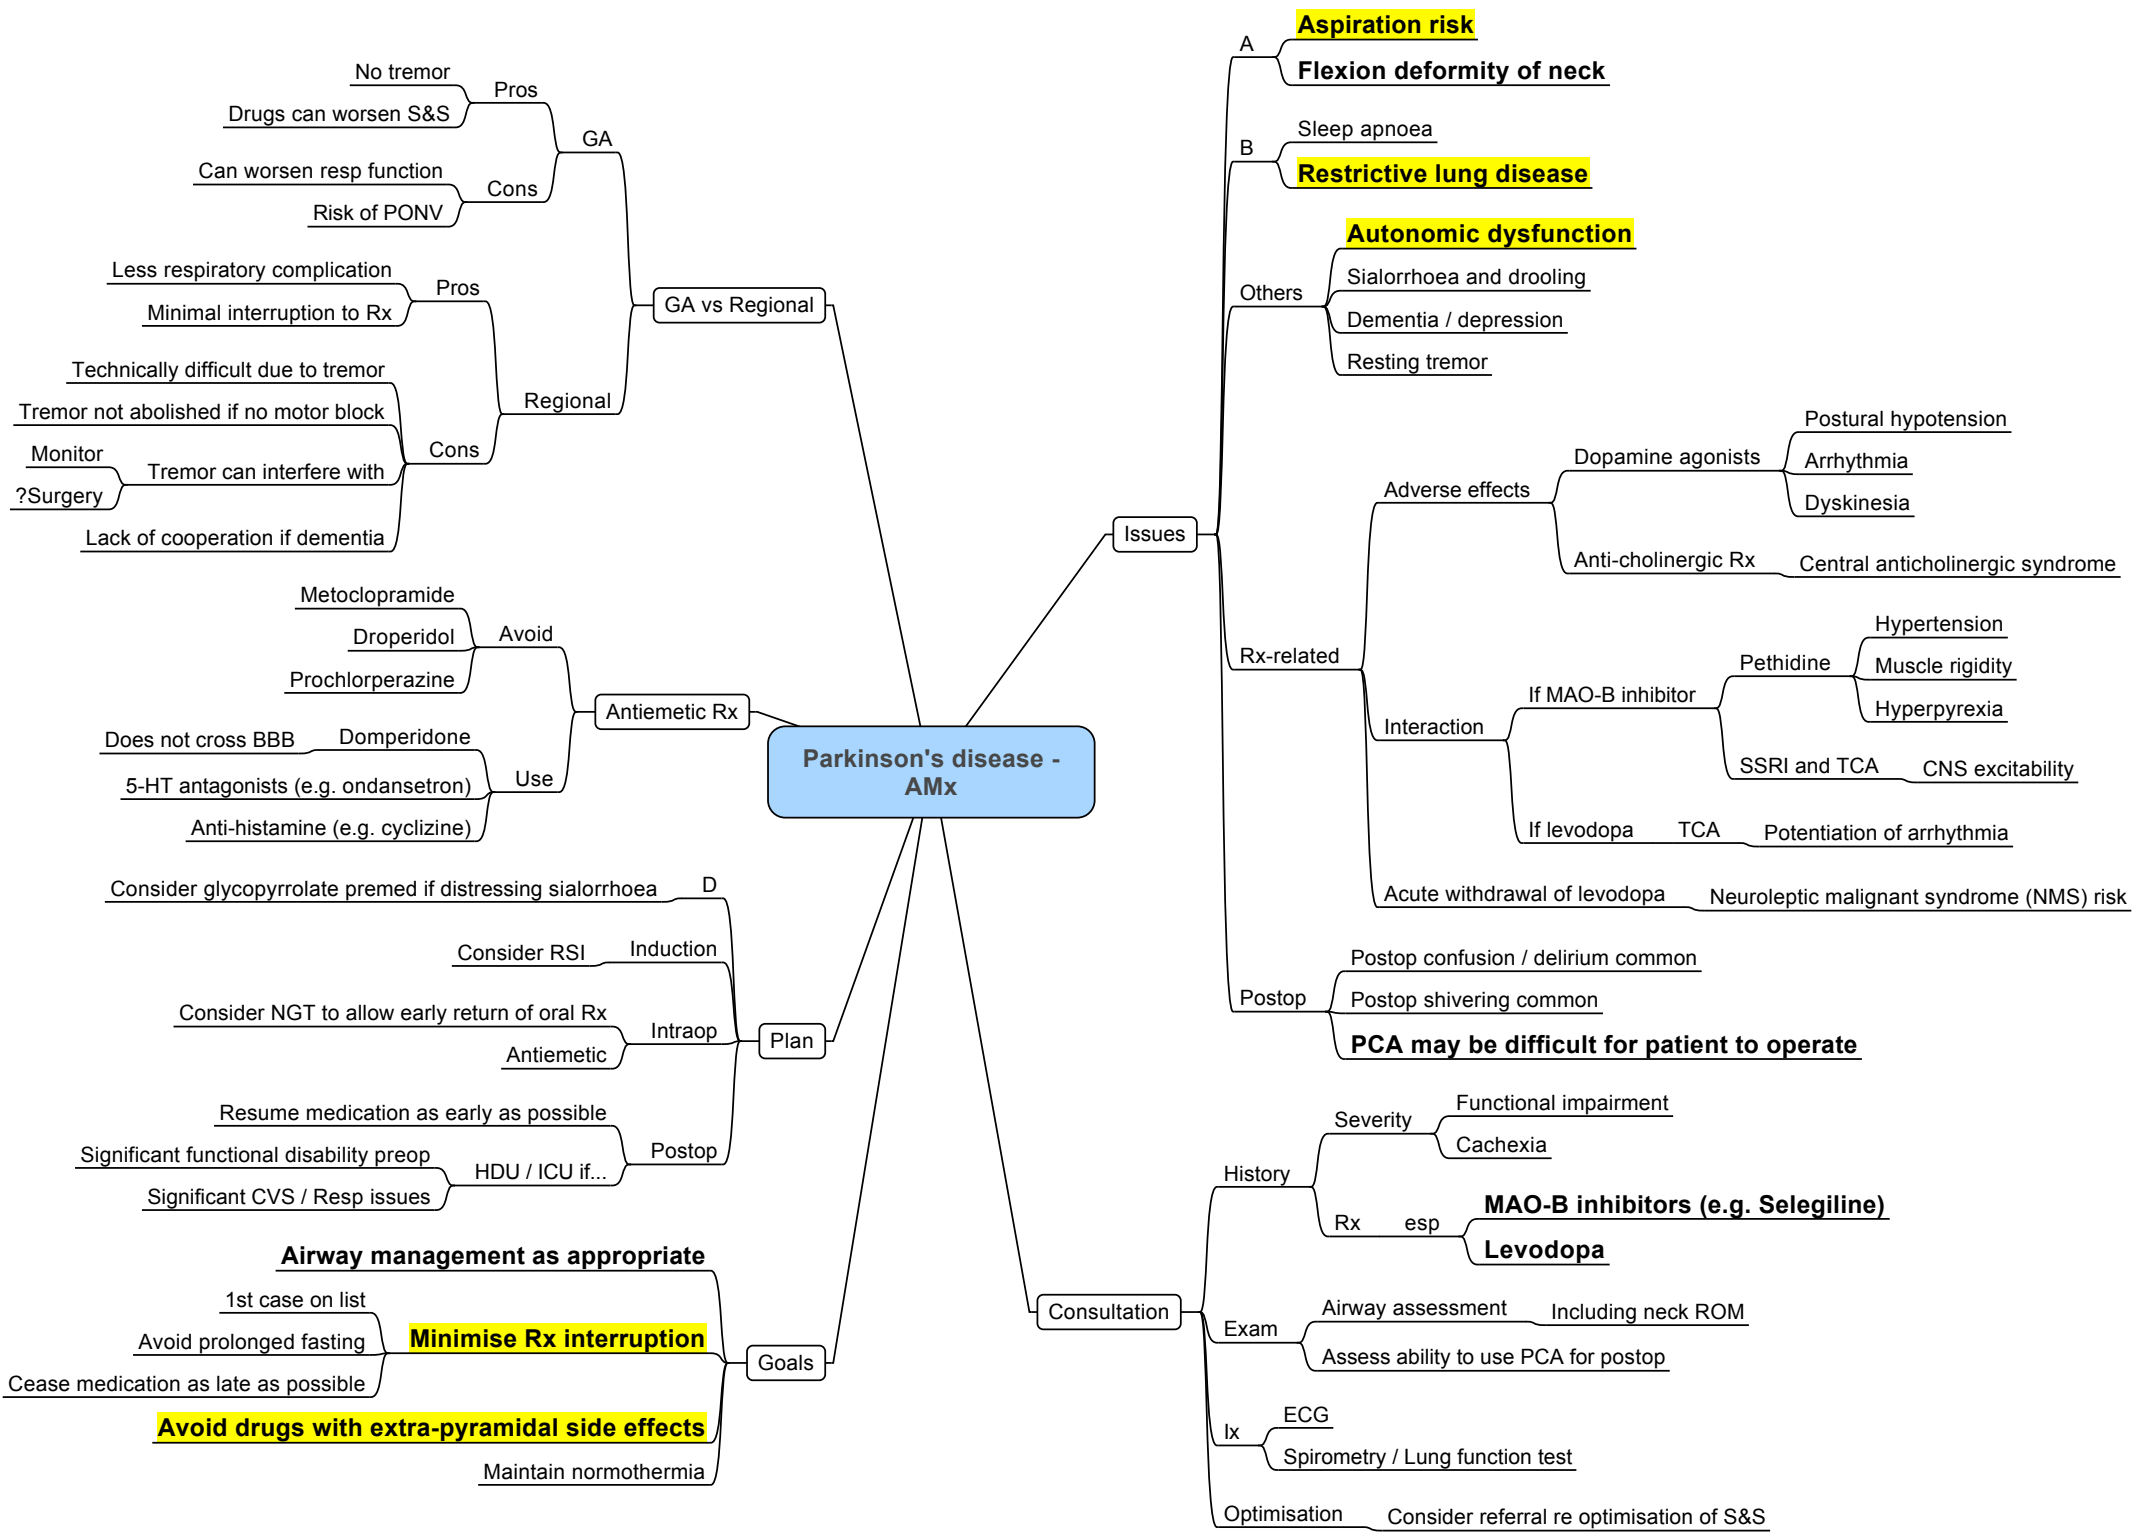 Parkinson's disease -
AMx
Issues
A
Aspiration risk
Flexion deformity of neck
B
Sleep apnoea
Restrictive lung disease
Others
Autonomic dysfunction
Sialorrhoea and drooling
Dementia / depression
Resting tremor
Rx-related
Adverse effects
Dopamine agonists
Postural hypotension
Arrhythmia
Dyskinesia
Anti-cholinergic Rx
Central anticholinergic syndrome
Interaction
If MAO-B inhibitor
Pethidine
Hypertension
Muscle rigidity
Hyperpyrexia
SSRI and TCA
CNS excitability
If levodopa
TCA
Potentiation of arrhythmia
Acute withdrawal of levodopa
Neuroleptic malignant syndrome (NMS) risk
Postop
Postop confusion / delirium common
Postop shivering common
PCA may be difficult for patient to operate
Consultation
History
Severity
Functional impairment
Cachexia
Rx
esp
MAO-B inhibitors (e.g. Selegiline)
Levodopa
Exam
Airway assessment
Including neck ROM
Assess ability to use PCA for postop
Ix
ECG
Spirometry / Lung function test
Optimisation
Consider referral re optimisation of S&S
GA vs Regional
GA
Pros
No tremor
Drugs can worsen S&S
Cons
Can worsen resp function
Risk of PONV
Regional
Pros
Less respiratory complication
Minimal interruption to Rx
Cons
Technically difficult due to tremor
Tremor not abolished if no motor block
Tremor can interfere with
Monitor
?Surgery
Lack of cooperation if dementia
Antiemetic Rx
Avoid
Metoclopramide
Droperidol
Prochlorperazine
Use
Domperidone
Does not cross BBB
5-HT antagonists (e.g. ondansetron)
Anti-histamine (e.g. cyclizine)
Plan
D
Consider glycopyrrolate premed if distressing sialorrhoea
Induction
Consider RSI
Intraop
Consider NGT to allow early return of oral Rx
Antiemetic
Postop
Resume medication as early as possible
HDU / ICU if...
Significant functional disability preop
Significant CVS / Resp issues
Goals
Airway management as appropriate
Minimise Rx interruption
1st case on list
Avoid prolonged fasting
Cease medication as late as possible
Avoid drugs with extra-pyramidal side effects
Maintain normothermia